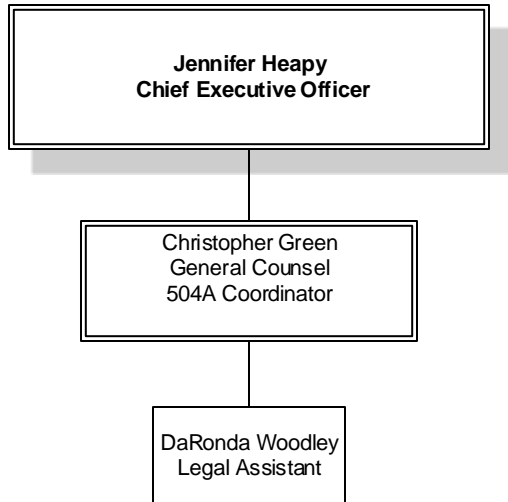 Jennifer Heapy
Chief Executive Officer
Christopher Green
General Counsel
504A Coordinator
DaRonda Woodley
Legal Assistant